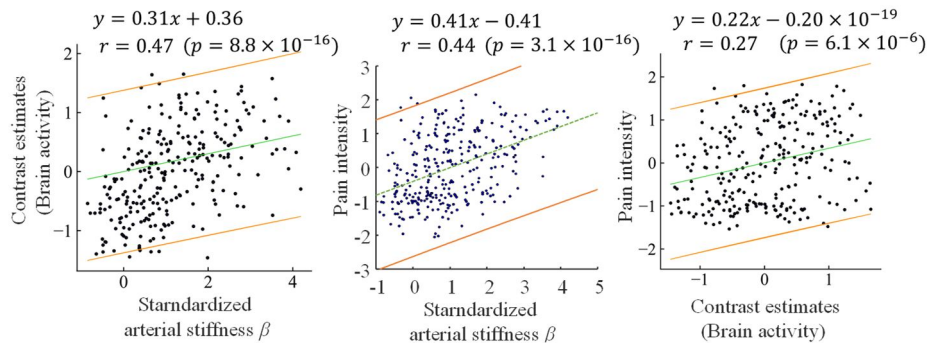 y = 0.31x + 0.36
r = 0.47 (p = 8.8 × 10⁻¹⁶)
Contrast estimates
(Brain activity)
2
1
0
−1
0
2
4
Starndardized
arterial stiffness β
y = 0.41x − 0.41
r = 0.44 (p = 3.1 × 10⁻¹⁶)
Pain intensity
3
2
1
0
-1
-2
-3
-1 0 1 2 3 4 5
Starndardized
arterial stiffness β
y = 0.22x − 0.20 × 10⁻¹⁹
r = 0.27 (p = 6.1 × 10⁻⁶)
Pain intensity
2
1
0
−1
−2
−1 0 1
Contrast estimates
(Brain activity)